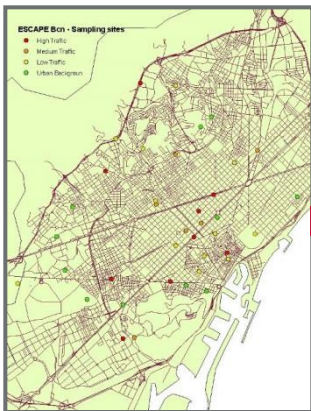 ESCAPE Bcn - Sampling sites
High Traffic
Medium Traffic
Low Traffic
Urban Backgroun